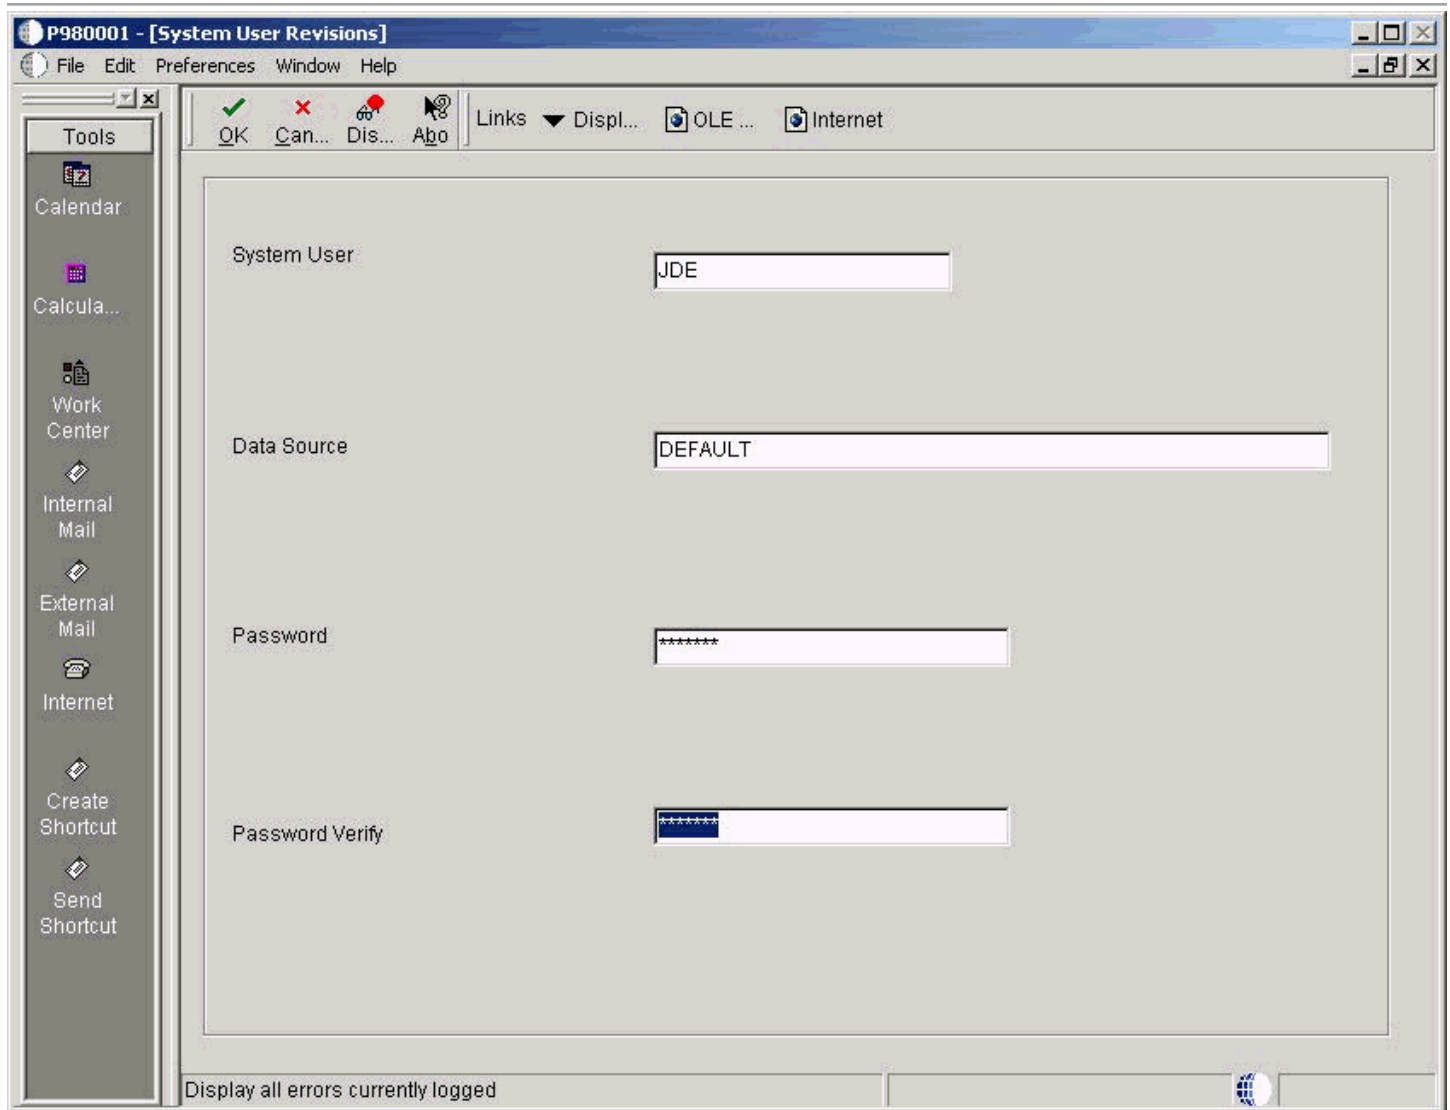 P980001 - [System User Revisions]
File Edit Preferences Window Help
Tools
Calendar
Calcula...
Work
Center
Internal
Mail
External
Mail
Internet
Create
Shortcut
Send
Shortcut
OK Can... Dis... Abo Links Displ... OLE ... Internet
System User JDE
Data Source DEFAULT
Password *******
Password Verify *******
Display all errors currently logged